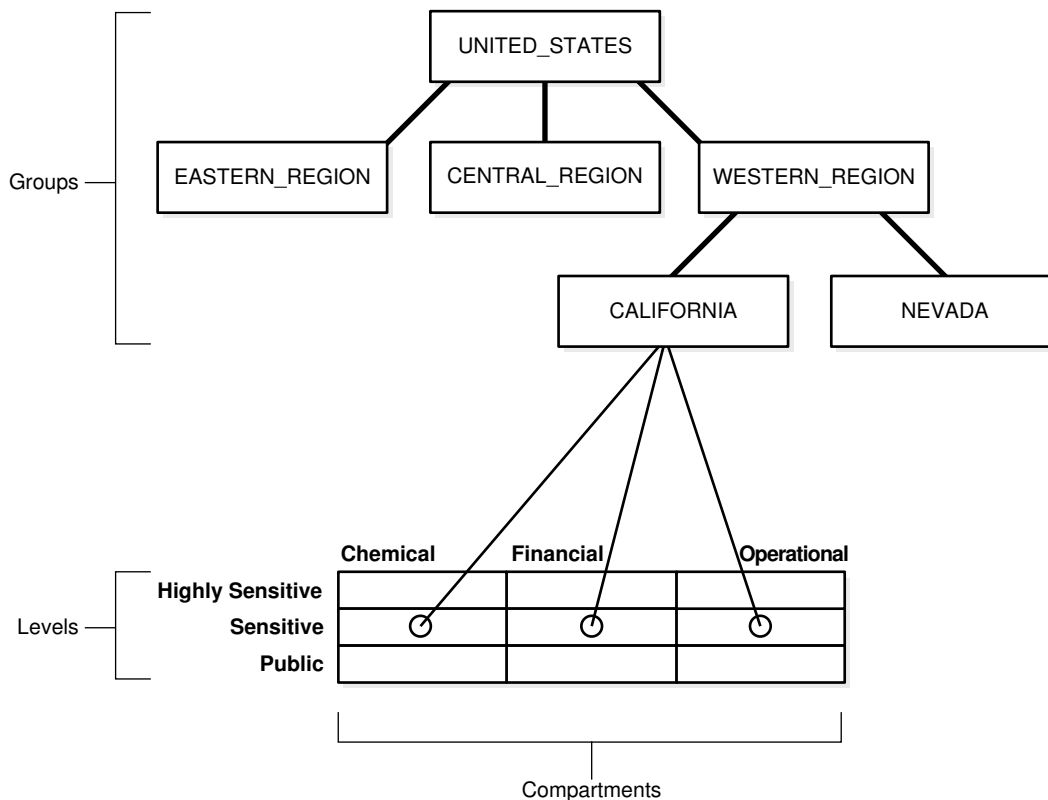 UNITED_STATES
Groups
EASTERN_REGION
CENTRAL_REGION
WESTERN_REGION
CALIFORNIA
NEVADA
Chemical
Financial
Operational
Levels
Highly Sensitive
Sensitive
Public
Compartments